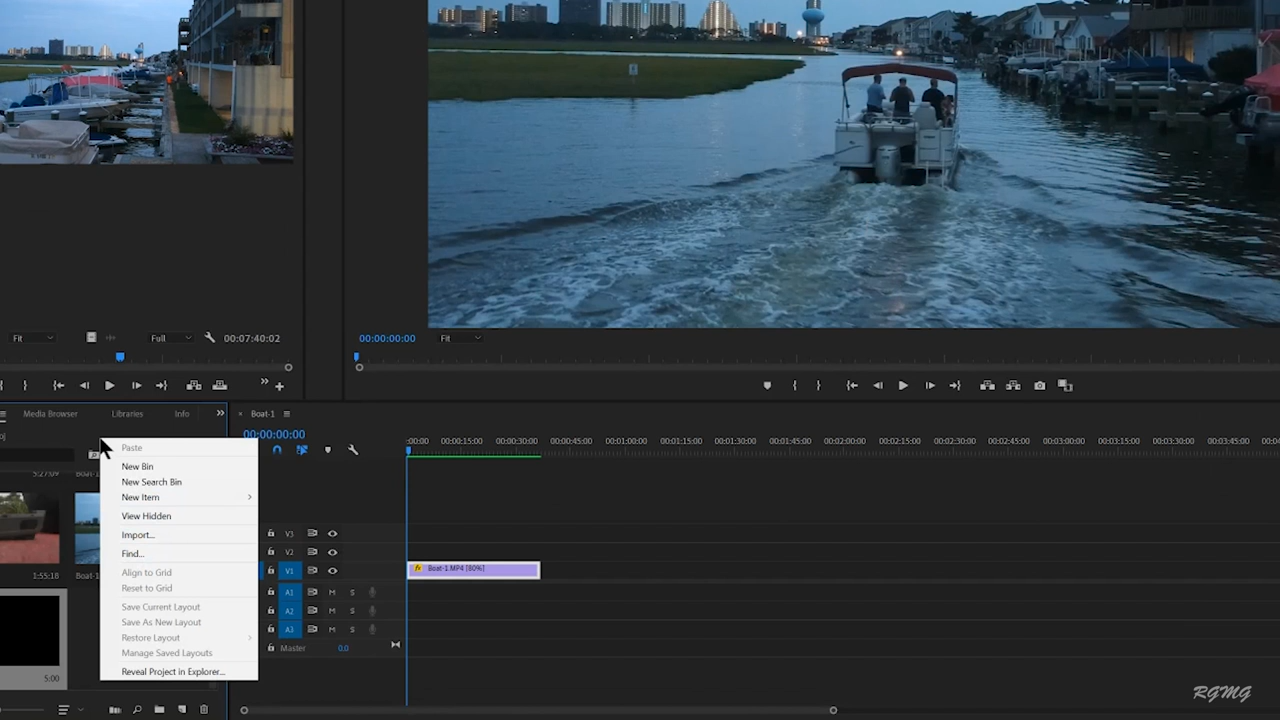 Fit
Full
00:07:40:02
00:00:00:00
Fit
Media Browser
Libraries
Info
Boat-1
00:00:00:00
:00:00
00:00:15:00
00:00:30:00
00:00:45:00
00:01:00:00
00:01:15:00
00:01:30:00
00:01:45:00
00:02:00:00
00:02:15:00
00:02:30:00
00:02:45:00
00:03:00:00
00:03:15:00
00:03:30:00
00:03:45:00
5:27:09
Paste
New Bin
New Search Bin
New Item
View Hidden
Import...
Find...
Align to Grid
Reset to Grid
Save Current Layout
Save As New Layout
Restore Layout
Manage Saved Layouts
Reveal Project in Explorer...
1:55:18
5:00
V3
V2
V1
fx Boat-1.MP4 [80%]
A1 M S
A2 M S
A3 M S
Master 0.0
RGMG